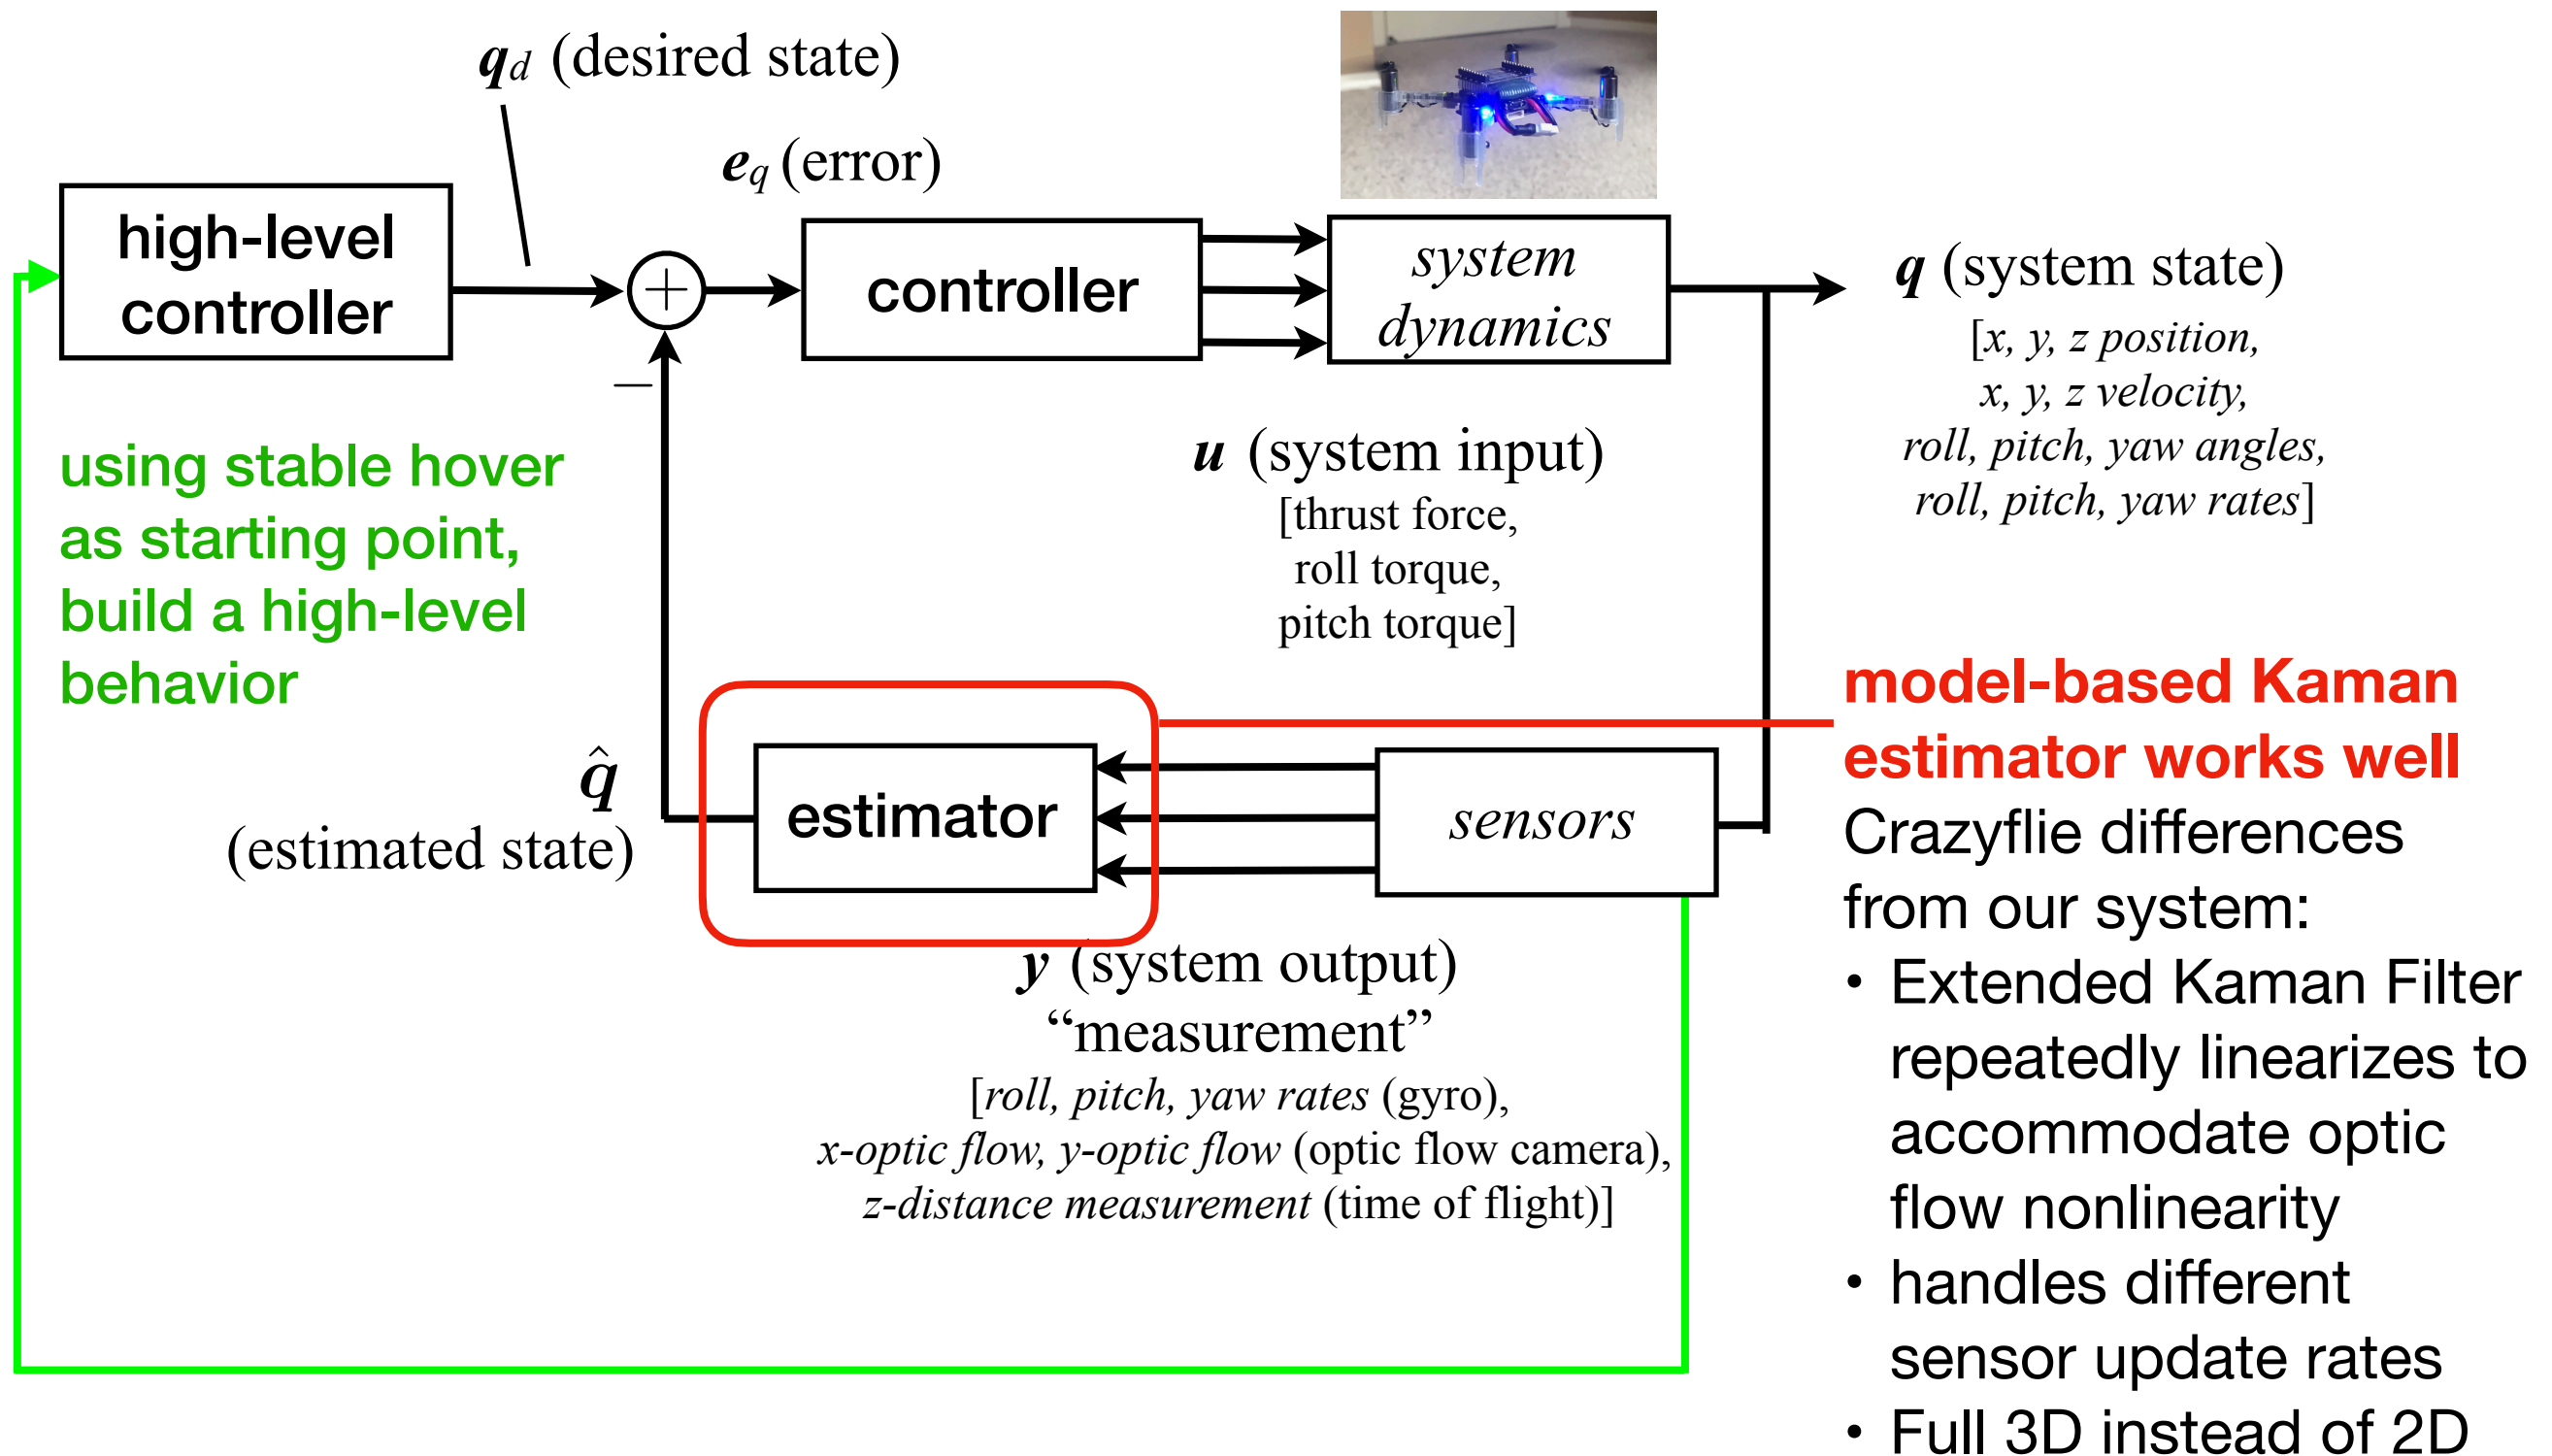 q_d (desired state)
e_q (error)
high-level
controller
+
−
controller
system
dynamics
q (system state)
[x, y, z position,
x, y, z velocity,
roll, pitch, yaw angles,
roll, pitch, yaw rates]
u (system input)
[thrust force,
roll torque,
pitch torque]
using stable hover
as starting point,
build a high-level
behavior
q̂
(estimated state)
estimator
sensors
y (system output)
“measurement”
[roll, pitch, yaw rates (gyro),
x-optic flow, y-optic flow (optic flow camera),
z-distance measurement (time of flight)]
model-based Kaman
estimator works well
Crazyflie differences
from our system:
• Extended Kaman Filter
repeatedly linearizes to
accommodate optic
flow nonlinearity
• handles different
sensor update rates
• Full 3D instead of 2D